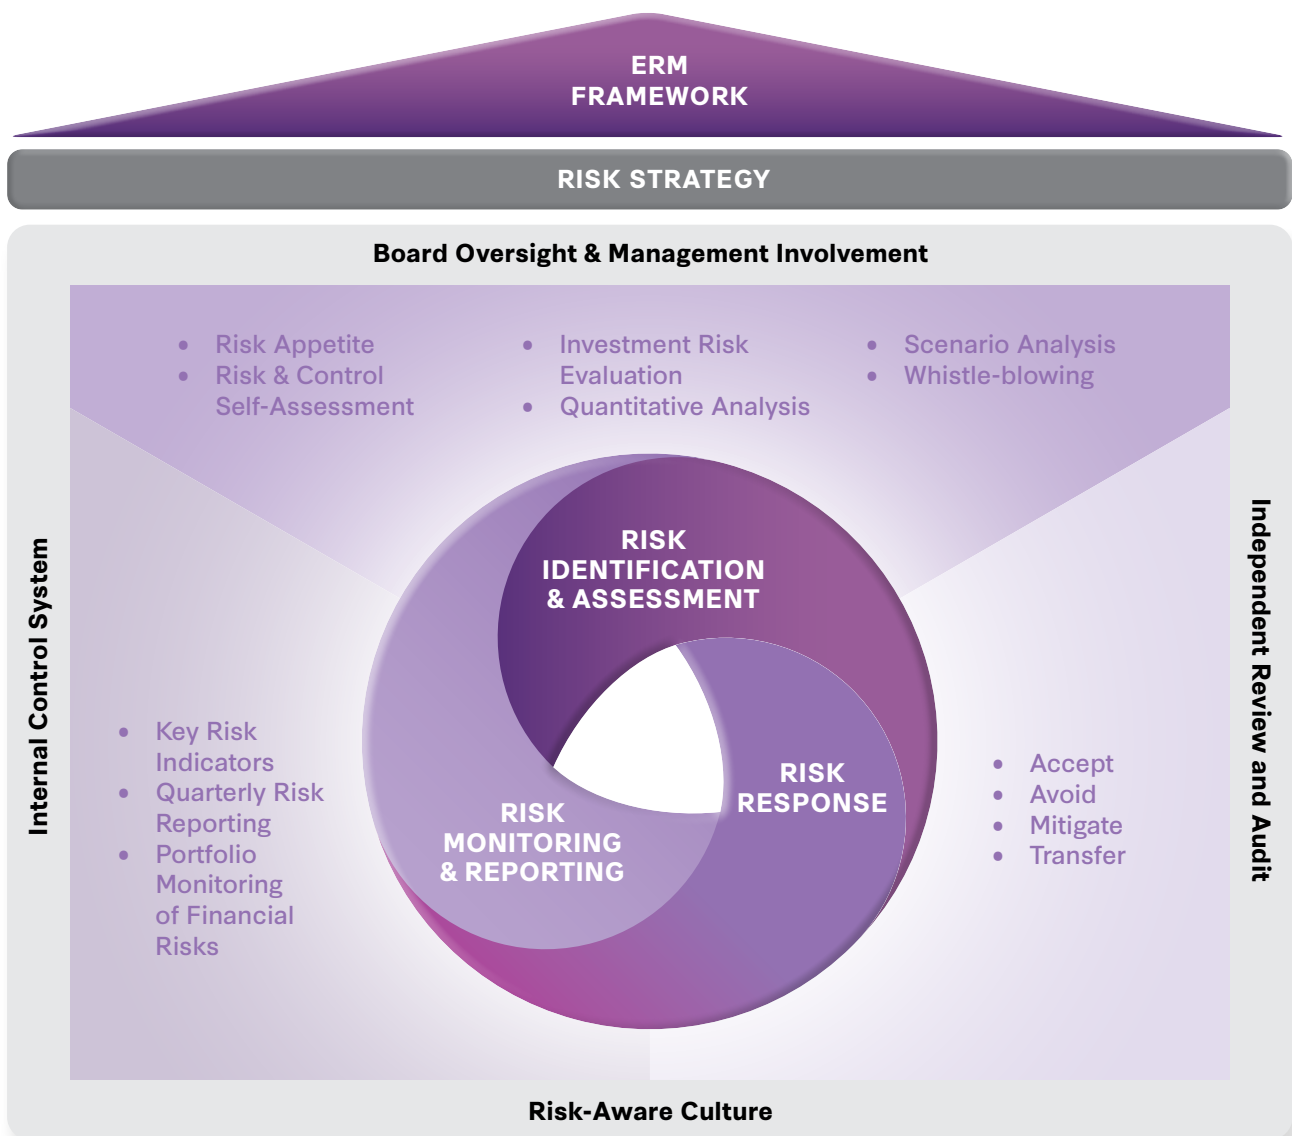 ERM
FRAMEWORK
RISK STRATEGY
Board Oversight & Management Involvement
• Risk Appetite
• Risk & Control
Self-Assessment
• Investment Risk
Evaluation
• Quantitative Analysis
• Scenario Analysis
• Whistle-blowing
RISK
IDENTIFICATION
& ASSESSMENT
Internal Control System
• Key Risk
Indicators
• Quarterly Risk
Reporting
• Portfolio
Monitoring
of Financial
Risks
RISK
MONITORING
& REPORTING
RISK
RESPONSE
• Accept
• Avoid
• Mitigate
• Transfer
Independent Review and Audit
Risk-Aware Culture